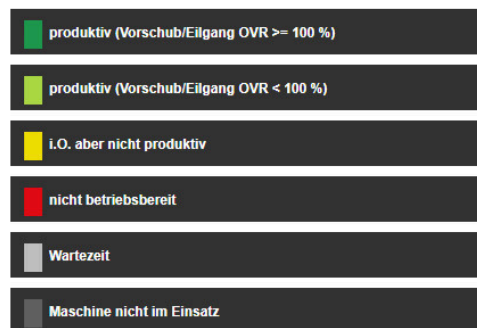 produktiv (Vorschub/Eilgang OVR >= 100 %)
produktiv (Vorschub/Eilgang OVR < 100 %)
i.O. aber nicht produktiv
nicht betriebsbereit
Wartezeit
Maschine nicht im Einsatz